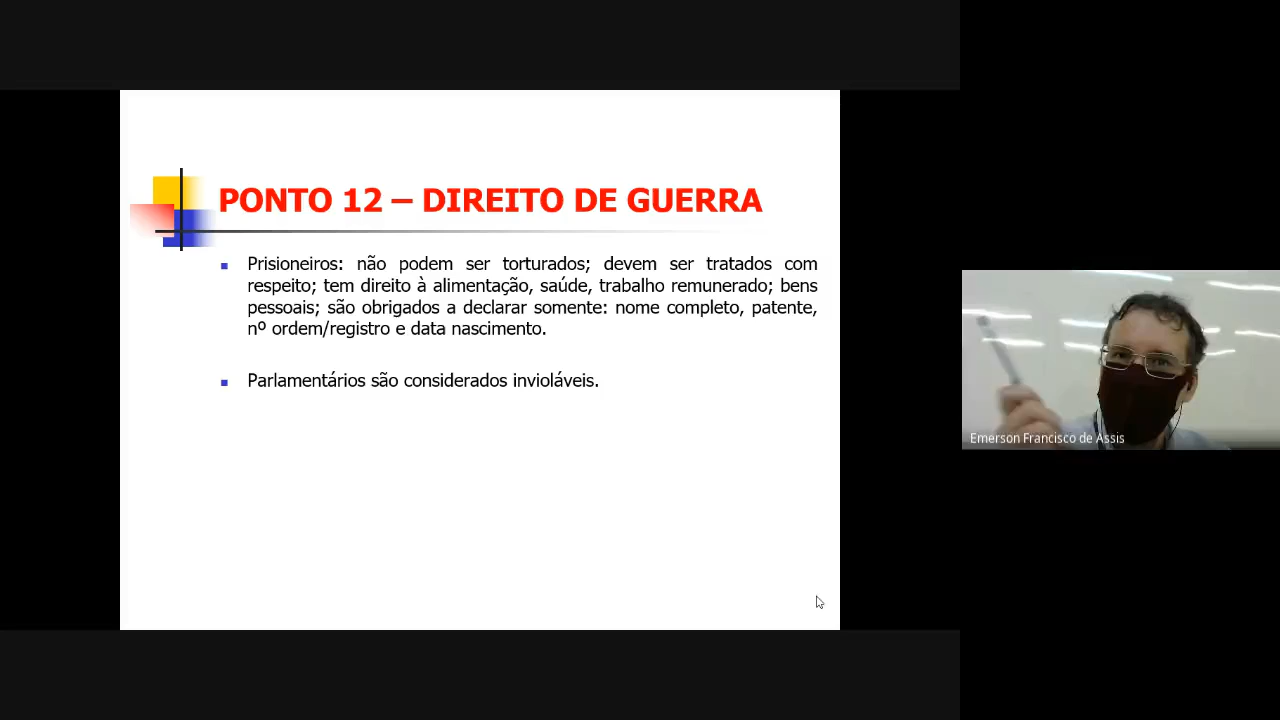 PONTO 12 – DIREITO DE GUERRA
Prisioneiros: não podem ser torturados; devem ser tratados com
respeito; tem direito à alimentação, saúde, trabalho remunerado; bens
pessoais; são obrigados a declarar somente: nome completo, patente,
nº ordem/registro e data nascimento.
Parlamentários são considerados invioláveis.
Emerson Francisco de Assis